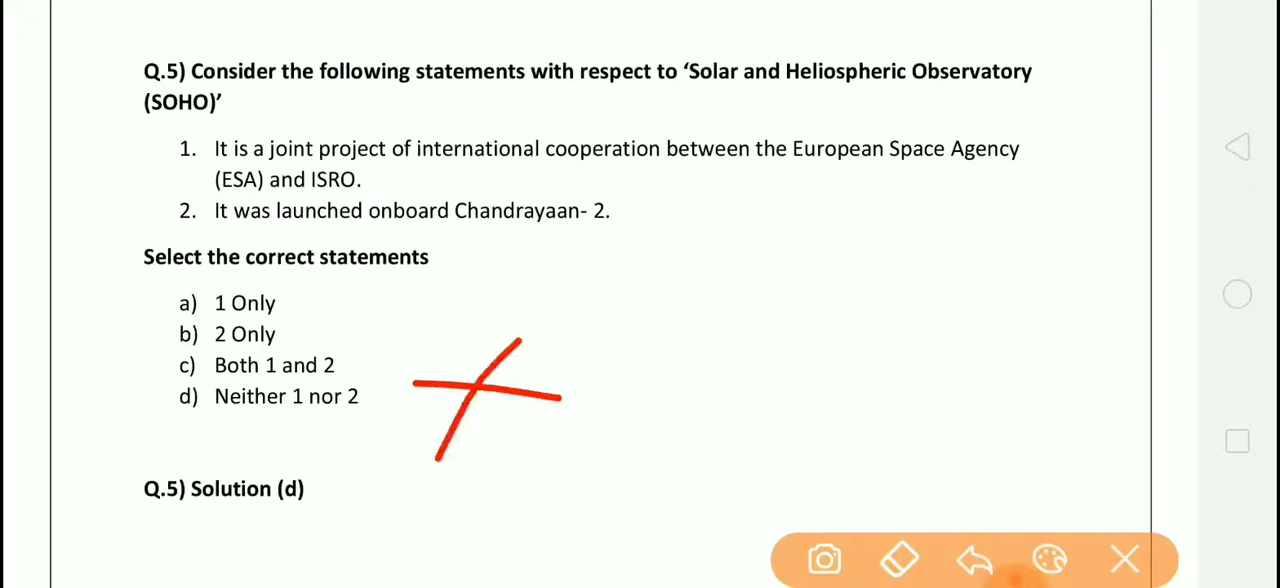 Q.5) Consider the following statements with respect to ‘Solar and Heliospheric Observatory
(SOHO)’
1. It is a joint project of international cooperation between the European Space Agency
(ESA) and ISRO.
2. It was launched onboard Chandrayaan- 2.
Select the correct statements
a) 1 Only
b) 2 Only
c) Both 1 and 2
d) Neither 1 nor 2
Q.5) Solution (d)